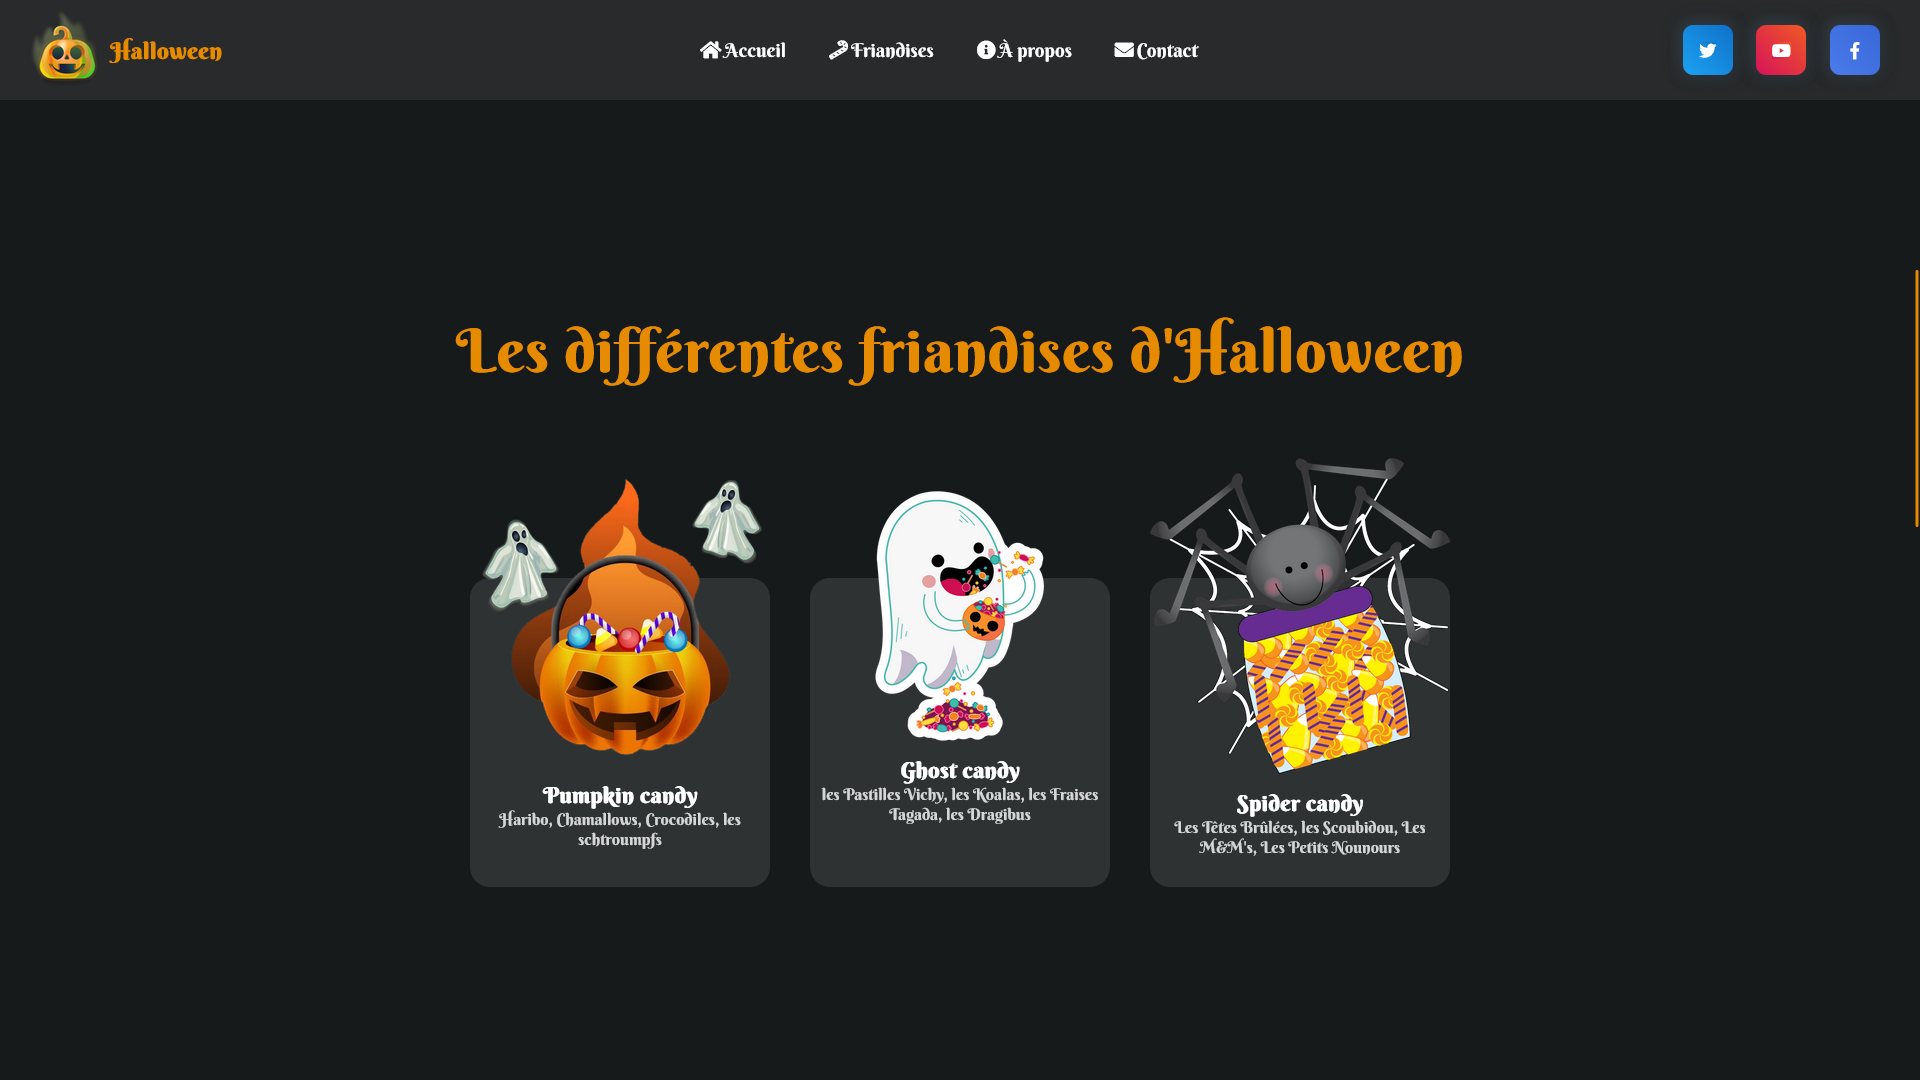 Halloween
Accueil
Friandises
À propos
Contact
Les différentes friandises d'Halloween
Pumpkin candy
Haribo, Chamallows, Crocodiles, les
schtroumpfs
Ghost candy
les Pastilles Vichy, les Koalas, les Fraises
Tagada, les Dragibus
Spider candy
Les Têtes Brûlées, les Scoubidou, Les
M&M's, Les Petits Nounours